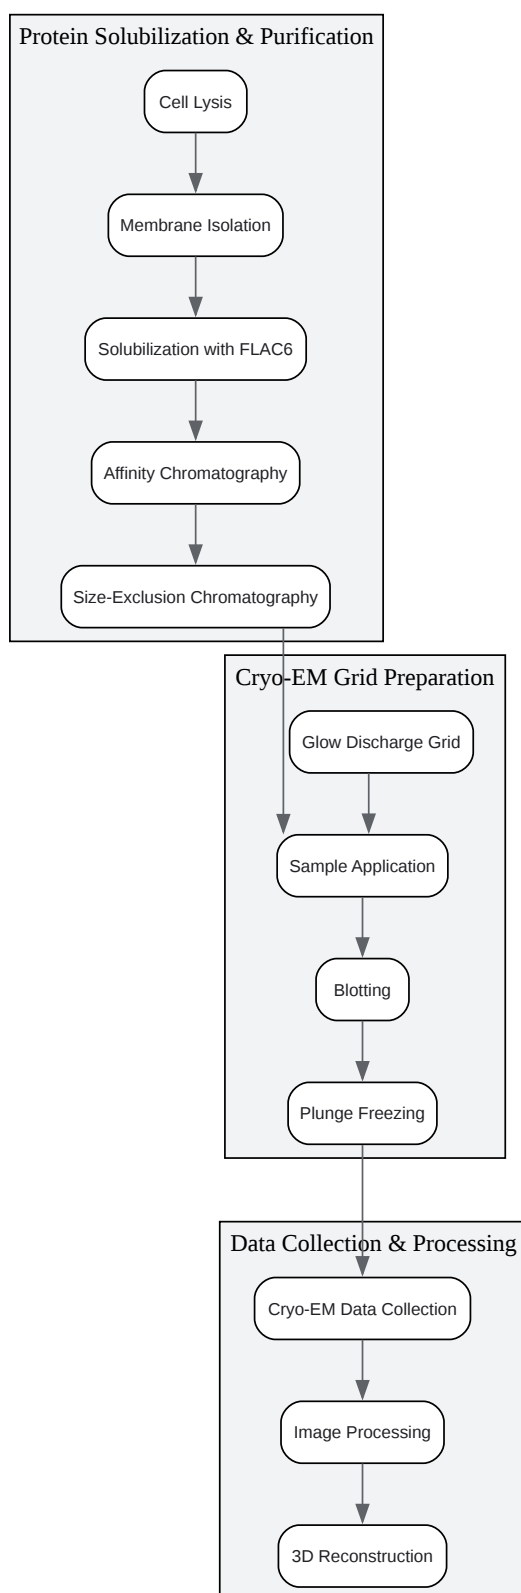 Protein Solubilization & Purification
Cell Lysis
Membrane Isolation
Solubilization with FLAC6
Affinity Chromatography
Size-Exclusion Chromatography
Cryo-EM Grid Preparation
Glow Discharge Grid
Sample Application
Blotting
Plunge Freezing
Data Collection & Processing
Cryo-EM Data Collection
Image Processing
3D Reconstruction